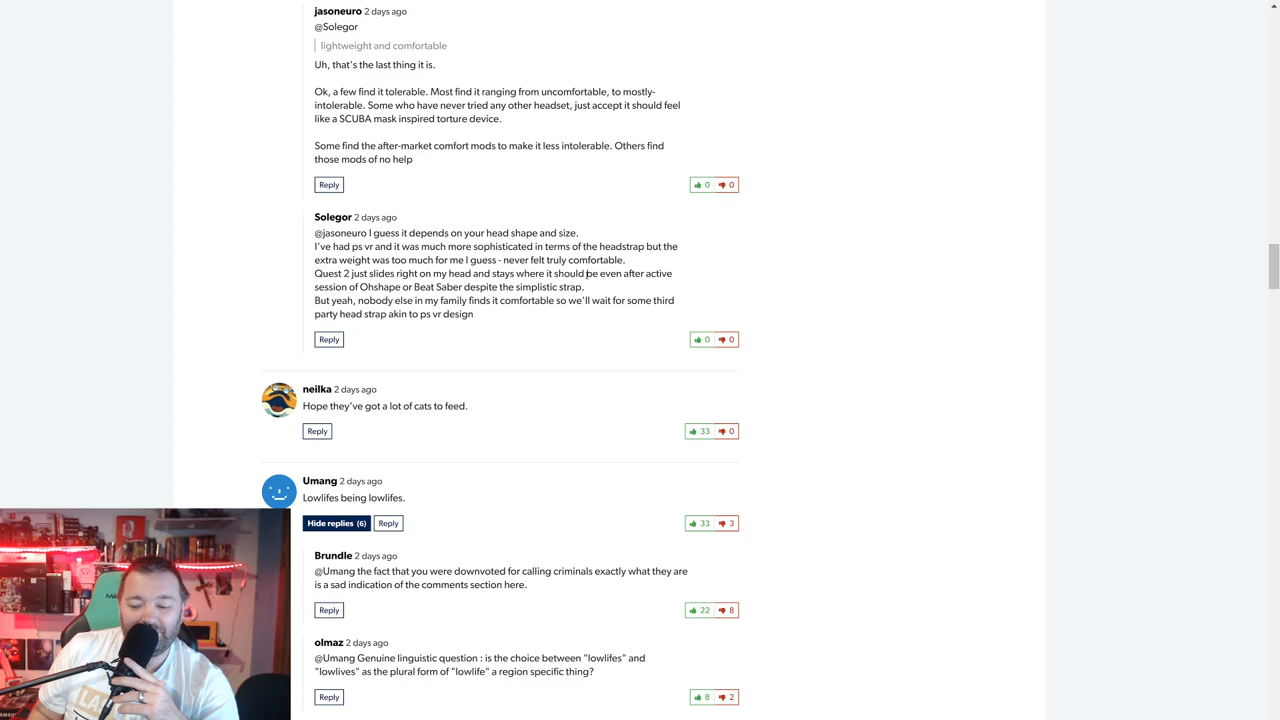 jasoneuro 2 days ago
@Solegor
lightweight and comfortable
Uh, that's the last thing it is.
Ok, a few find it tolerable. Most find it ranging from uncomfortable, to mostly-
intolerable. Some who have never tried any other headset, just accept it should feel
like a SCUBA mask inspired torture device.
Some find the after-market comfort mods to make it less intolerable. Others find
those mods of no help
Reply 0 0
Solegor 2 days ago
@jasoneuro I guess it depends on your head shape and size.
I've had ps vr and it was much more sophisticated in terms of the headstrap but the
extra weight was too much for me I guess - never felt truly comfortable.
Quest 2 just slides right on my head and stays where it should be even after active
session of Ohshape or Beat Saber despite the simplistic strap.
But yeah, nobody else in my family finds it comfortable so we'll wait for some third
party head strap akin to ps vr design
Reply 0 0
neilka 2 days ago
Hope they've got a lot of cats to feed.
Reply 33 0
Umang 2 days ago
Lowlifes being lowlifes.
Hide replies (6) Reply 33 3
Brundle 2 days ago
@Umang the fact that you were downvoted for calling criminals exactly what they are
is a sad indication of the comments section here.
Reply 22 8
olmaz 2 days ago
@Umang Genuine linguistic question : is the choice between "lowlifes" and
"lowlives" as the plural form of "lowlife" a region specific thing?
Reply 8 2